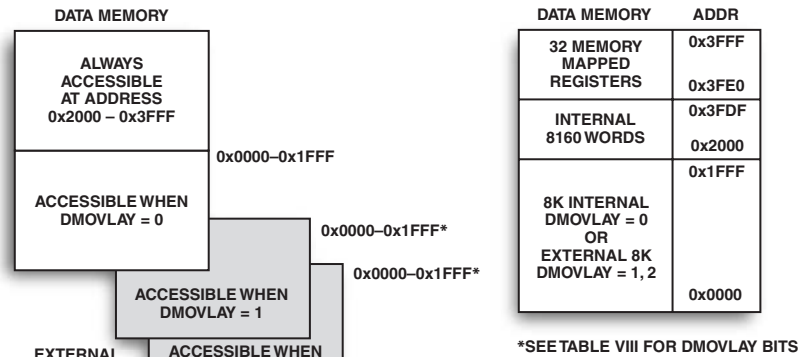 DATA MEMORY
ALWAYS
ACCESSIBLE
AT ADDRESS
0x2000 – 0x3FFF
0x0000–0x1FFF
ACCESSIBLE WHEN
DMOVLAY = 0
0x0000–0x1FFF*
0x0000–0x1FFF*
ACCESSIBLE WHEN
DMOVLAY = 1
EXTERNAL
ACCESSIBLE WHEN
DATA MEMORY ADDR
32 MEMORY
MAPPED
REGISTERS
0x3FFF
0x3FE0
INTERNAL
8160 WORDS
0x3FDF
0x2000
8K INTERNAL
DMOVLAY = 0
OR
EXTERNAL 8K
DMOVLAY = 1, 2
0x1FFF
0x0000
*SEE TABLE VIII FOR DMOVLAY BITS